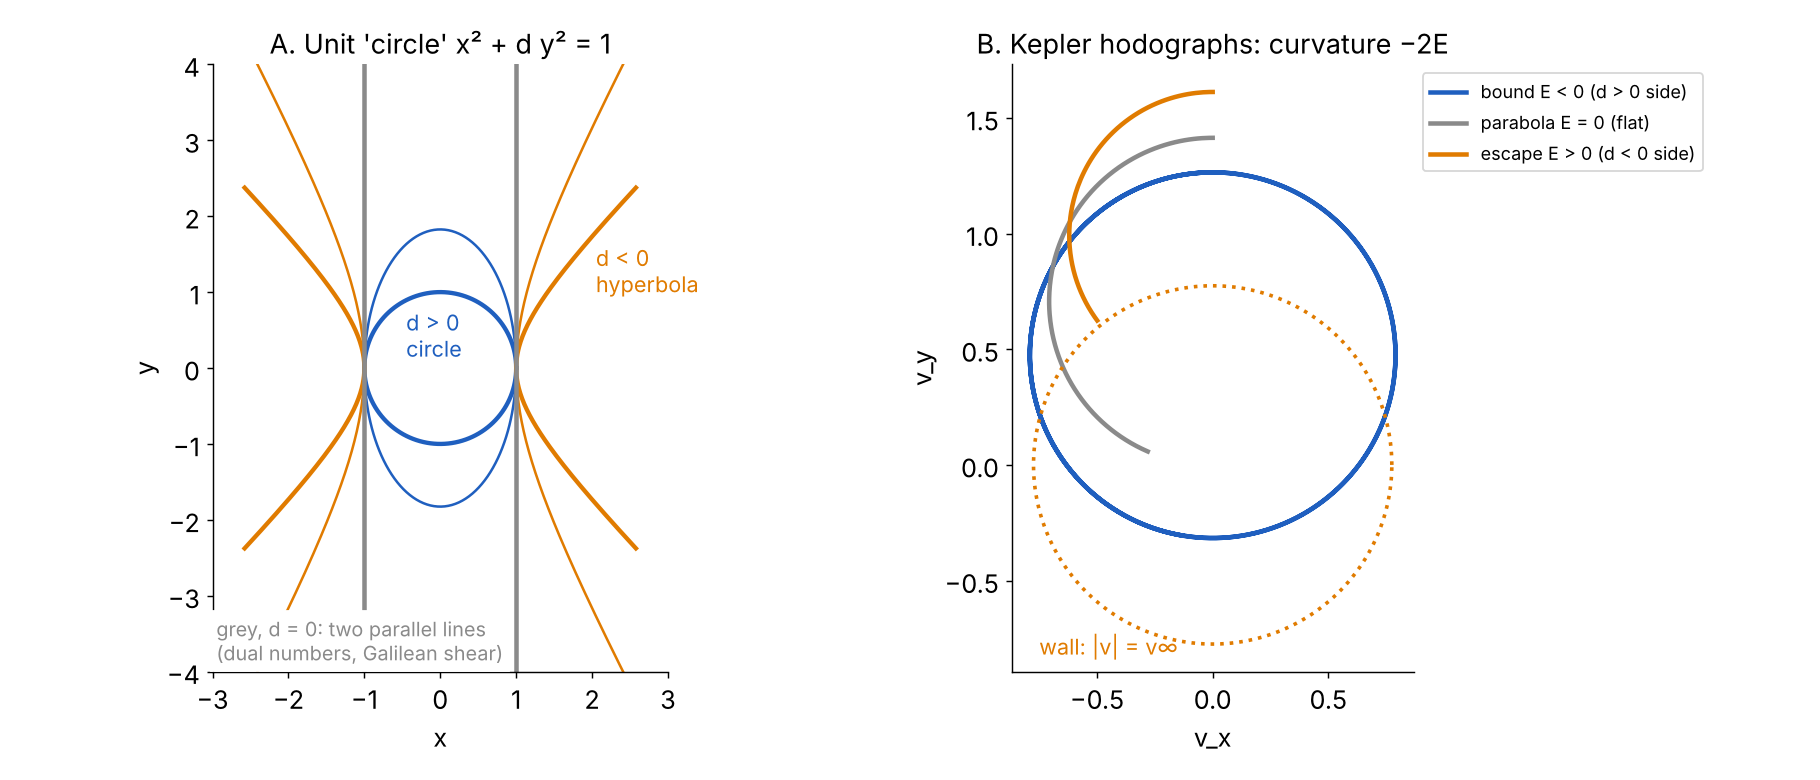 A. Unit 'circle' x² + d y² = 1
4
3
2
1
0
−1
−2
−3
−4
y
−3
−2
−1
0
1
2
3
x
d < 0
hyperbola
d > 0
circle
grey, d = 0: two parallel lines
(dual numbers, Galilean shear)
B. Kepler hodographs: curvature −2E
1.5
1.0
0.5
0.0
−0.5
v_y
−0.5
0.0
0.5
v_x
wall: |v| = v∞
bound E < 0 (d > 0 side)
parabola E = 0 (flat)
escape E > 0 (d < 0 side)